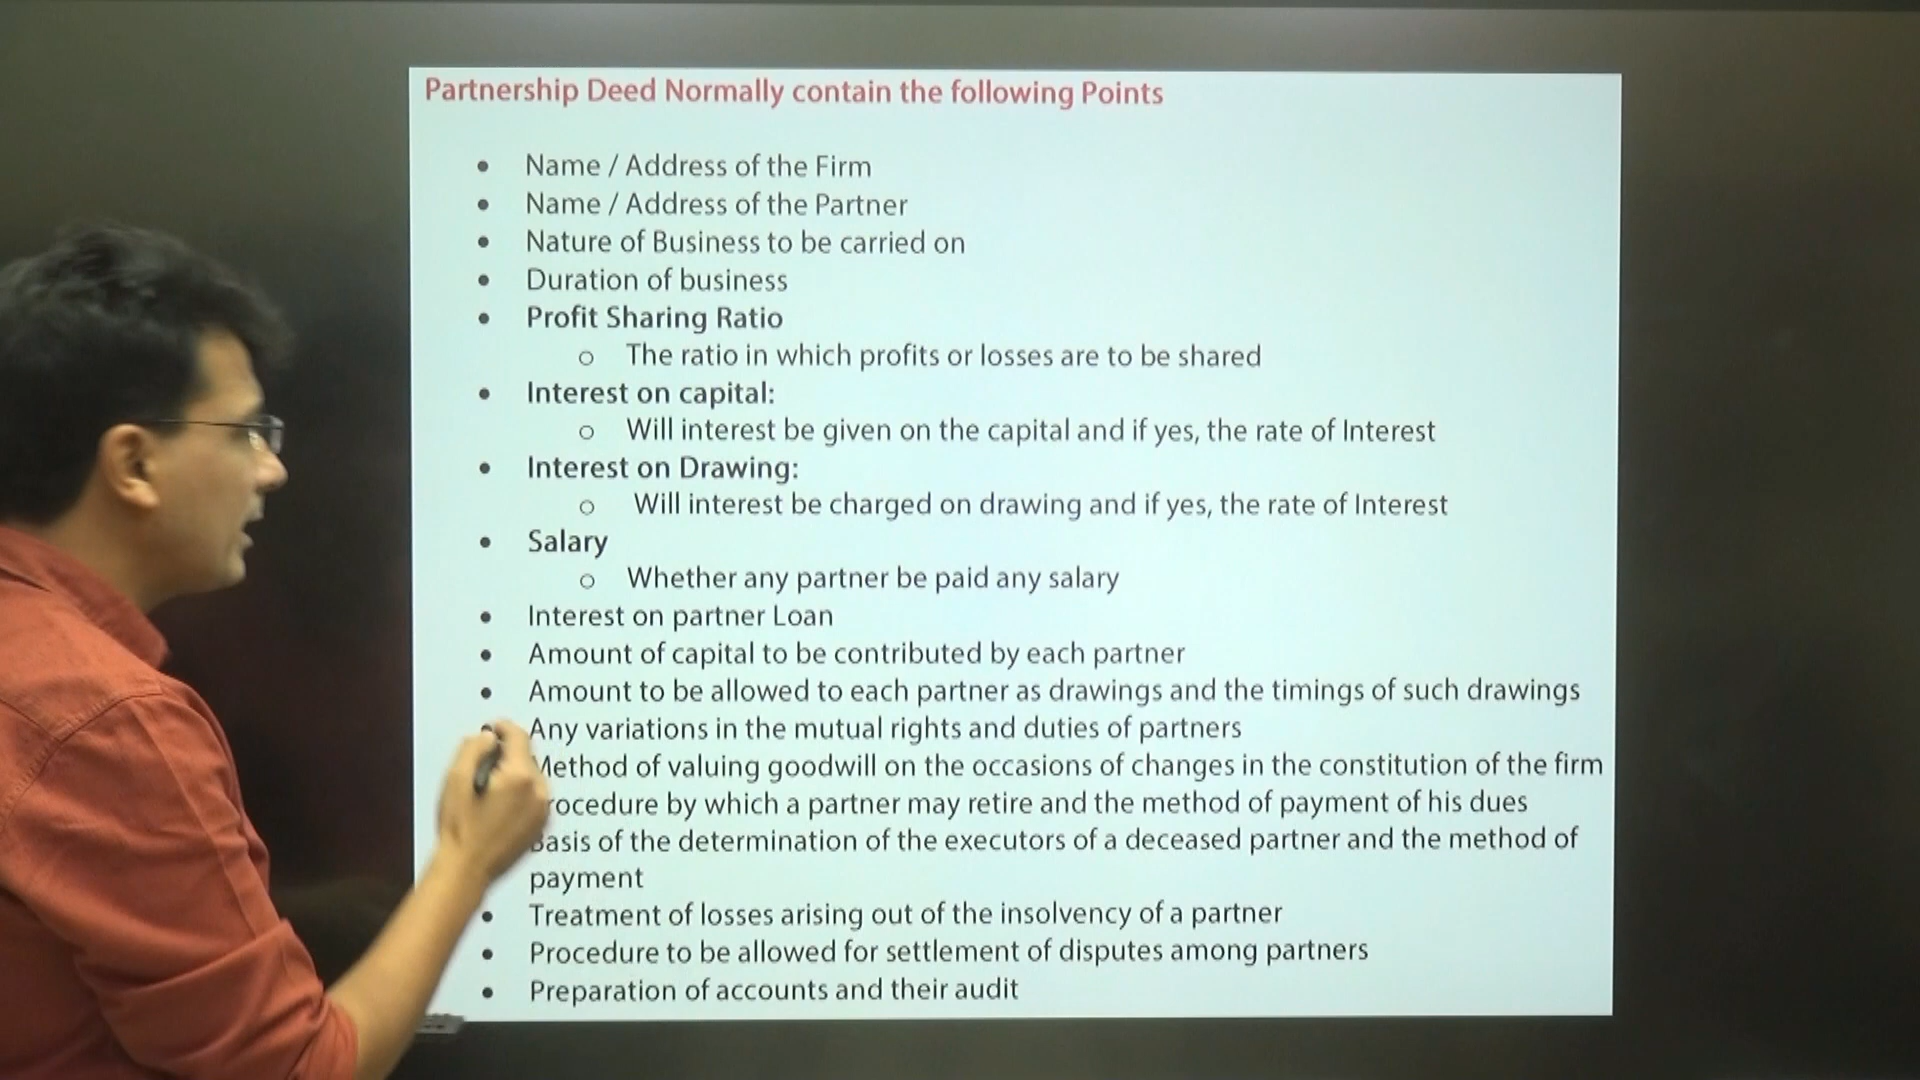 Partnership Deed Normally contain the following Points
• Name / Address of the Firm
• Name / Address of the Partner
• Nature of Business to be carried on
• Duration of business
• Profit Sharing Ratio
o The ratio in which profits or losses are to be shared
• Interest on capital:
o Will interest be given on the capital and if yes, the rate of Interest
• Interest on Drawing:
o Will interest be charged on drawing and if yes, the rate of Interest
• Salary
o Whether any partner be paid any salary
• Interest on partner Loan
• Amount of capital to be contributed by each partner
• Amount to be allowed to each partner as drawings and the timings of such drawings
• Any variations in the mutual rights and duties of partners
Method of valuing goodwill on the occasions of changes in the constitution of the firm
rocedure by which a partner may retire and the method of payment of his dues
Basis of the determination of the executors of a deceased partner and the method of
payment
• Treatment of losses arising out of the insolvency of a partner
• Procedure to be allowed for settlement of disputes among partners
• Preparation of accounts and their audit